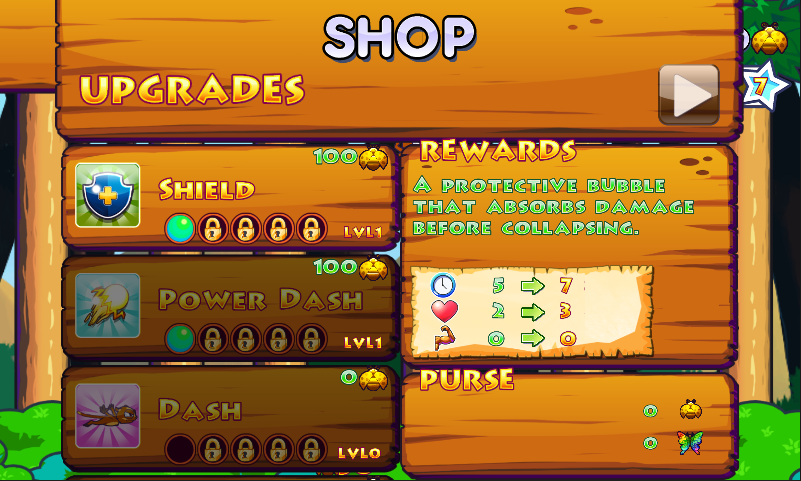 SHOP
UPGRADES
7
100
SHIELD
LVL1
100
POWER DASH
LVL1
0
DASH
LVL0
REWARDS
A PROTECTIVE BUBBLE
THAT ABSORBS DAMAGE
BEFORE COLLAPSING.
5 7
2 3
0 0
PURSE
0
0